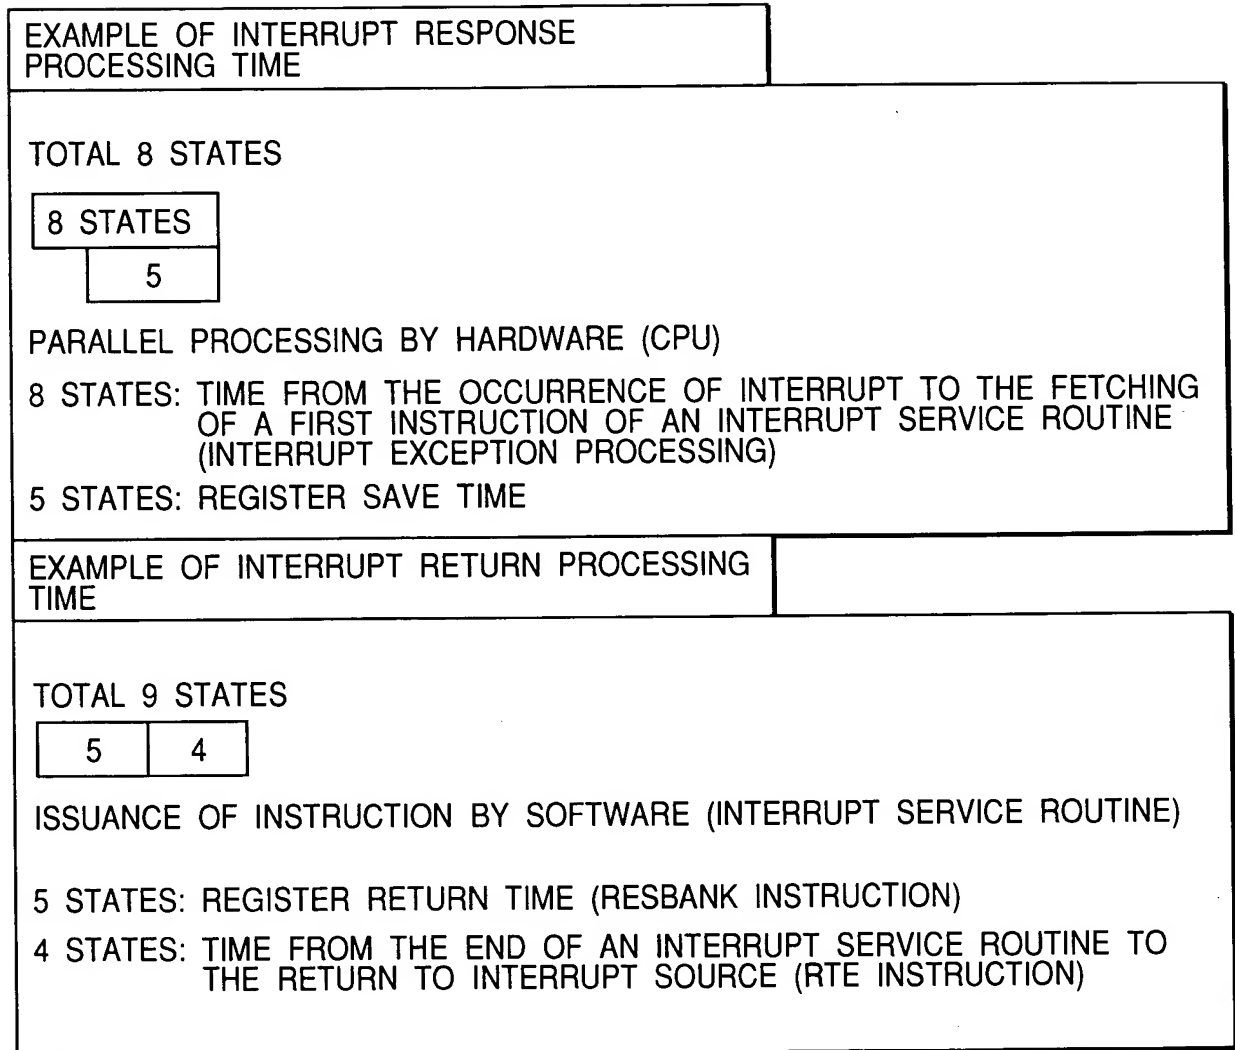 EXAMPLE OF INTERRUPT RESPONSE
PROCESSING TIME
TOTAL 8 STATES
8 STATES
5
PARALLEL PROCESSING BY HARDWARE (CPU)
8 STATES: TIME FROM THE OCCURRENCE OF INTERRUPT TO THE FETCHING
OF A FIRST INSTRUCTION OF AN INTERRUPT SERVICE ROUTINE
(INTERRUPT EXCEPTION PROCESSING)
5 STATES: REGISTER SAVE TIME
EXAMPLE OF INTERRUPT RETURN PROCESSING
TIME
TOTAL 9 STATES
5 4
ISSUANCE OF INSTRUCTION BY SOFTWARE (INTERRUPT SERVICE ROUTINE)
5 STATES: REGISTER RETURN TIME (RESBANK INSTRUCTION)
4 STATES: TIME FROM THE END OF AN INTERRUPT SERVICE ROUTINE TO
THE RETURN TO INTERRUPT SOURCE (RTE INSTRUCTION)